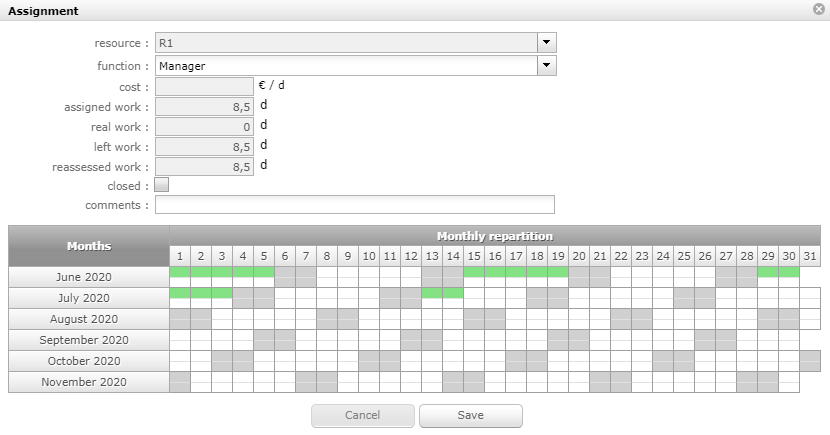 Assignment
resource : R1
function : Manager
cost : € / d
assigned work : 8,5 d
real work : 0 d
left work : 8,5 d
reassessed work : 8,5 d
closed :
comments :
Months Monthly repartition
1 2 3 4 5 6 7 8 9 10 11 12 13 14 15 16 17 18 19 20 21 22 23 24 25 26 27 28 29 30 31
June 2020
July 2020
August 2020
September 2020
October 2020
November 2020
Cancel Save